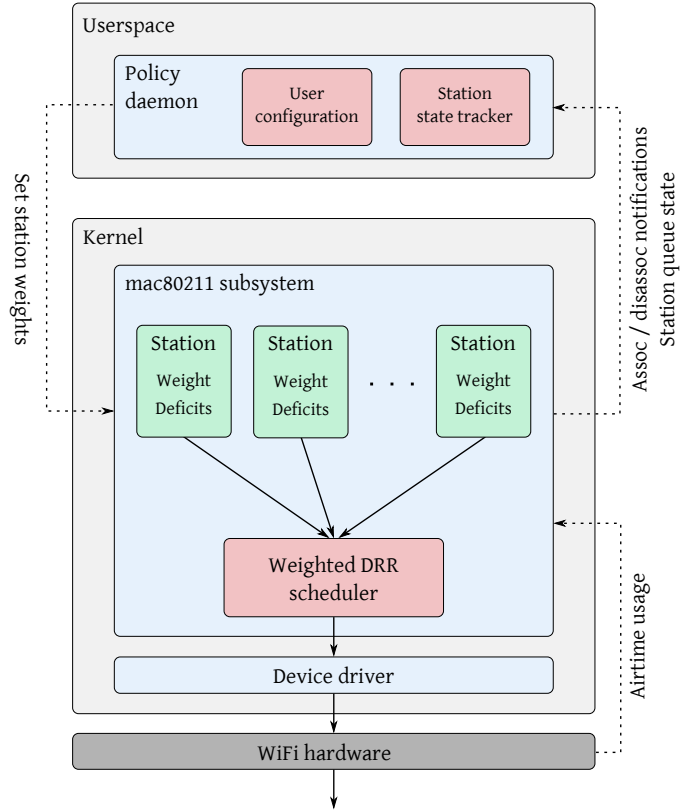 Userspace
Policy
daemon
User
configuration
Station
state tracker
Set station weights
Assoc / disassoc notifications
Station queue state
Kernel
mac80211 subsystem
Station
Weight
Deficits
Station
Weight
Deficits
. . .
Station
Weight
Deficits
Weighted DRR
scheduler
Airtime usage
Device driver
WiFi hardware